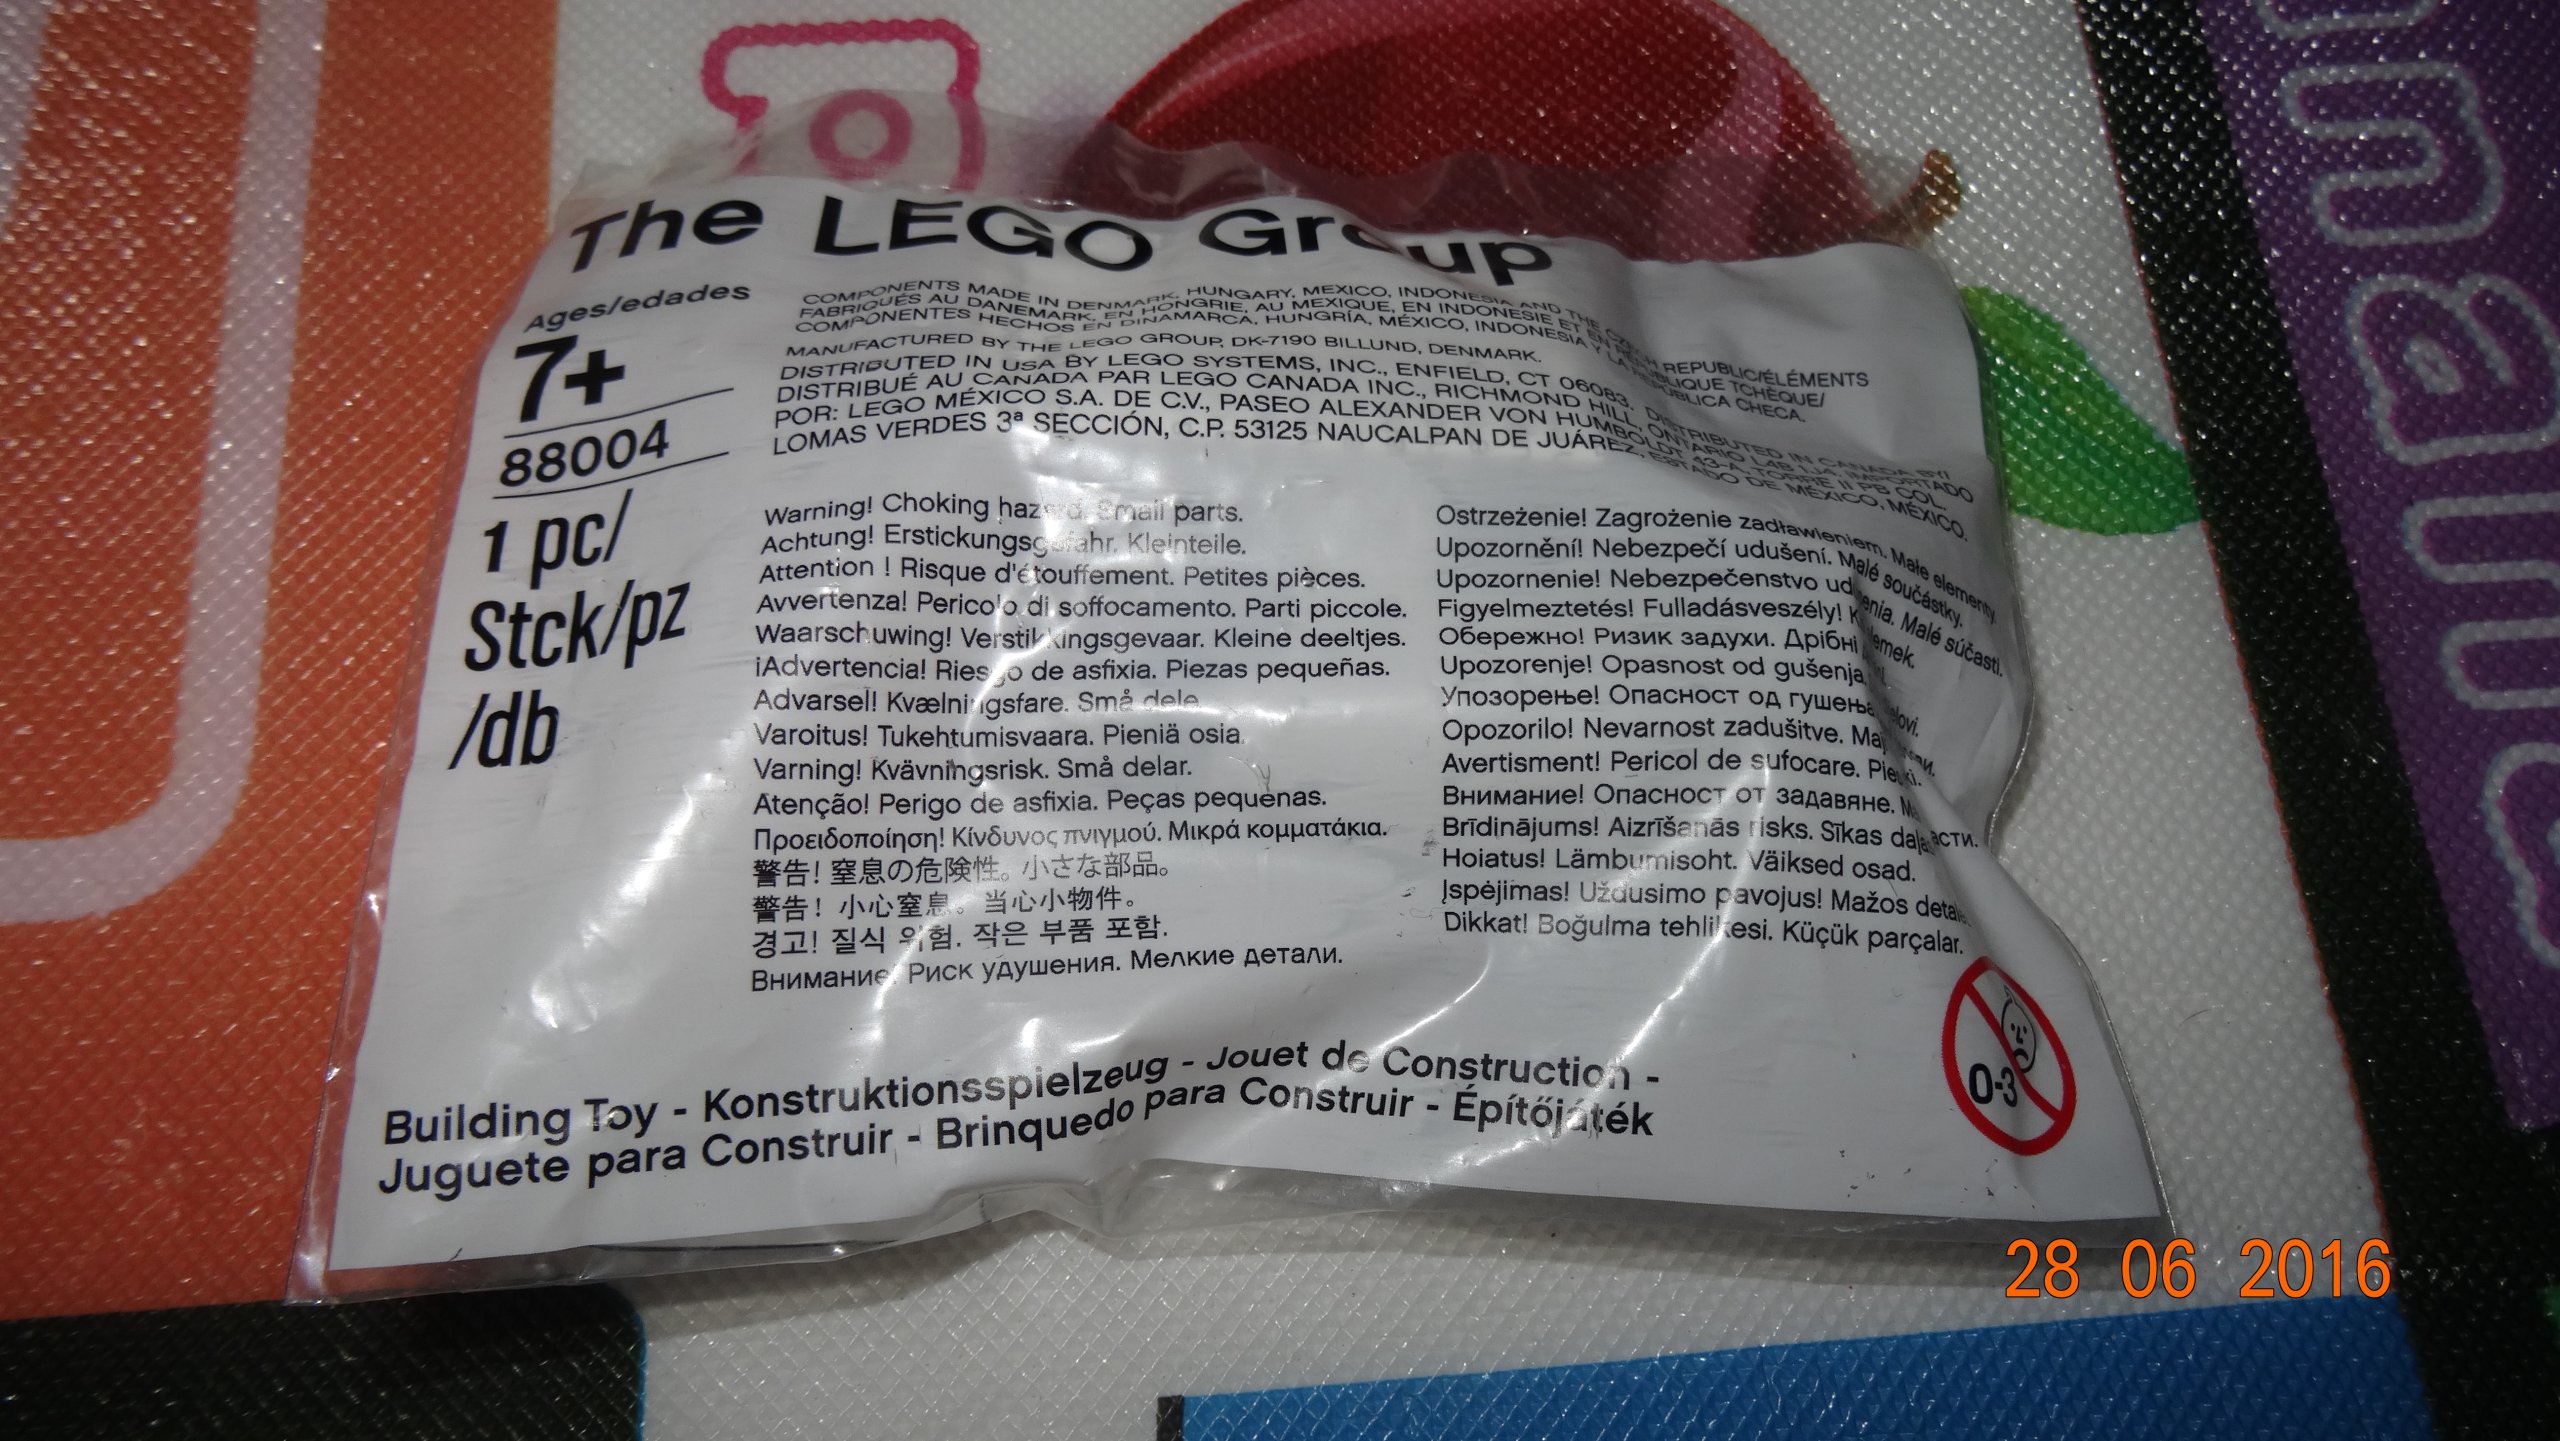 The LEGO Group
Ages/edades
7+
88004
1 pc/
Stck/pz
/db
COMPONENTS MADE IN DENMARK, HUNGARY, MEXICO, INDONESIA AND THE CZECH REPUBLIC/ÉLÉMENTS
FABRIQUÉS AU DANEMARK, EN HONGRIE, AU MEXIQUE, EN INDONESIE ET EN RÉPUBLIQUE TCHÈQUE/
COMPONENTES HECHOS EN DINAMARCA, HUNGRÍA, MÉXICO, INDONESIA Y LA REPÚBLICA CHECA.
MANUFACTURED BY THE LEGO GROUP, DK-7190 BILLUND, DENMARK.
DISTRIBUTED IN USA BY LEGO SYSTEMS, INC., ENFIELD, CT 06083. DISTRIBUTED IN CANADA BY/
DISTRIBUÉ AU CANADA PAR LEGO CANADA INC., RICHMOND HILL, ONTARIO L4B 1J4, IMPORTADO
POR: LEGO MÉXICO S.A. DE C.V., PASEO ALEXANDER VON HUMBOLDT 43-A, TORRE II PB COL.
LOMAS VERDES 3ª SECCIÓN, C.P. 53125 NAUCALPAN DE JUÁREZ, ESTADO DE MÉXICO, MÉXICO.
Warning! Choking hazard. Small parts.
Achtung! Erstickungsgefahr. Kleinteile.
Attention ! Risque d'étouffement. Petites pièces.
Avvertenza! Pericolo di soffocamento. Parti piccole.
Waarschuwing! Verstikkingsgevaar. Kleine deeltjes.
¡Advertencia! Riesgo de asfixia. Piezas pequeñas.
Advarsel! Kvælningsfare. Små dele
Varoitus! Tukehtumisvaara. Pieniä osia.
Varning! Kvävningsrisk. Små delar.
Atenção! Perigo de asfixia. Peças pequenas.
Προειδοποίηση! Κίνδυνος πνιγμού. Μικρά κομματάκια.
警告! 窒息の危険性。小さな部品。
警告！小心窒息。当心小物件。
경고! 질식 위험. 작은 부품 포함.
Внимание! Риск удушения. Мелкие детали.
Ostrzeżenie! Zagrożenie zadławieniem. Małe elementy.
Upozornění! Nebezpečí udušení. Malé součástky.
Upozornenie! Nebezpečenstvo udusenia. Malé súčasti.
Figyelmeztetés! Fulladásveszély!
Обережно! Ризик задухи. Дрібні
Upozorenje! Opasnost od gušenja.
Упозорење! Опасност од гушења
Opozorilo! Nevarnost zadušitve.
Avertisment! Pericol de sufocare.
Внимание! Опасност от задавяне.
Brīdinājums! Aizrīšanās risks. Sīkas
Hoiatus! Lämbumisoht. Väiksed osad.
Įspėjimas! Uždusimo pavojus! Mažos
Dikkat! Boğulma tehlikesi. Küçük parçalar.
0-3
Building Toy - Konstruktionsspielzeug - Jouet de Construction -
Juguete para Construir - Brinquedo para Construir - Építőjáték
28 06 2016